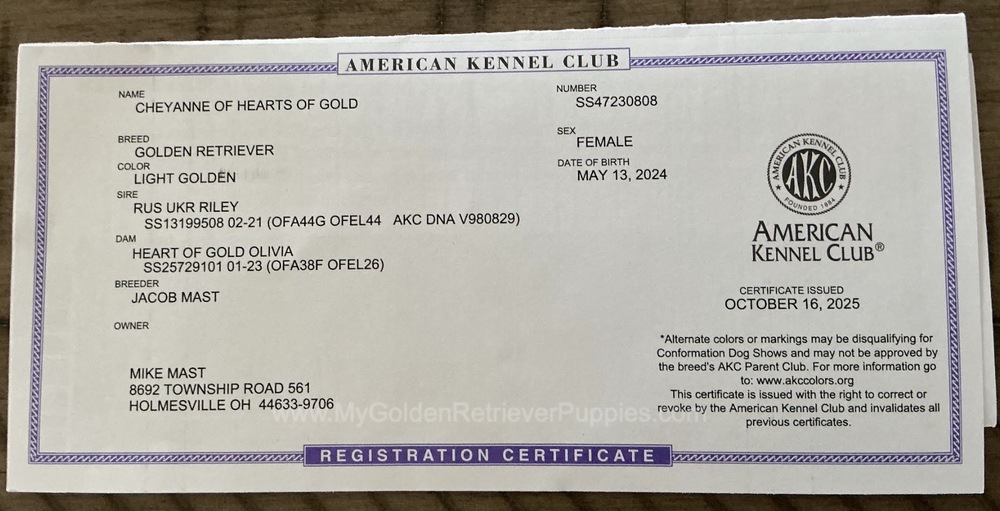 AMERICAN KENNEL CLUB
NAME
CHEYANNE OF HEARTS OF GOLD
NUMBER
SS47230808
BREED
GOLDEN RETRIEVER
SEX
FEMALE
COLOR
LIGHT GOLDEN
DATE OF BIRTH
MAY 13, 2024
SIRE
RUS UKR RILEY
SS13199508 02-21 (OFA44G OFEL44 AKC DNA V980829)
DAM
HEART OF GOLD OLIVIA
SS25729101 01-23 (OFA38F OFEL26)
BREEDER
JACOB MAST
OWNER
MIKE MAST
8692 TOWNSHIP ROAD 561
HOLMESVILLE OH 44633-9706
AMERICAN KENNEL CLUB
AKC
FOUNDED 1884
AMERICAN
KENNEL CLUB®
CERTIFICATE ISSUED
OCTOBER 16, 2025
*Alternate colors or markings may be disqualifying for
Conformation Dog Shows and may not be approved by
the breed's AKC Parent Club. For more information go
to: www.akccolors.org
This certificate is issued with the right to correct or
revoke by the American Kennel Club and invalidates all
previous certificates.
www.MyGoldenRetrieverPuppies.com
REGISTRATION CERTIFICATE